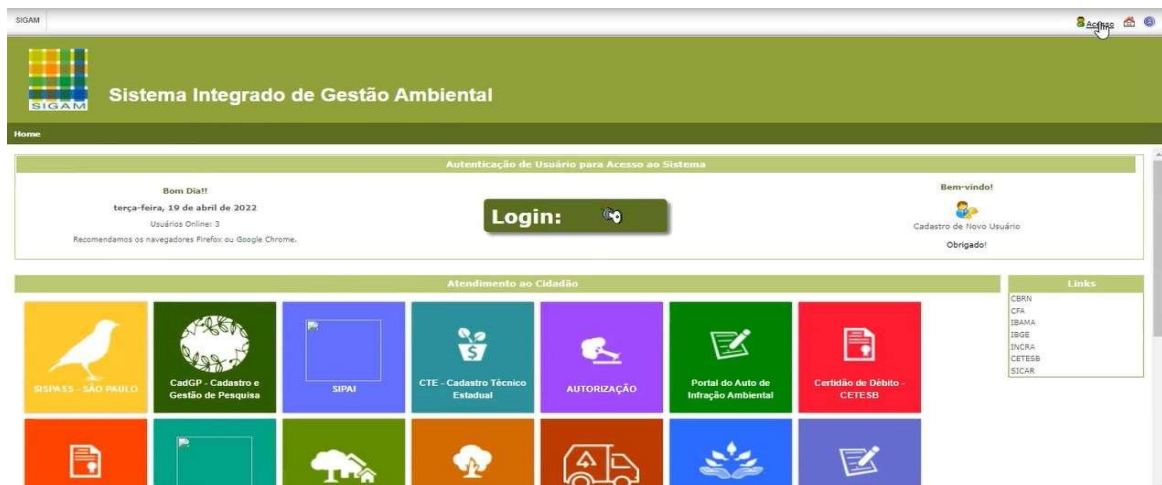 SIGAM
Acesso
SIGAM
Sistema Integrado de Gestão Ambiental
Home
Autenticação de Usuário para Acesso ao Sistema
Bom Dia!!
terça-feira, 19 de abril de 2022
Usuários Online: 3
Recomendamos os navegadores Firefox ou Google Chrome.
Login:
Bem-vindo!
Cadastro de Novo Usuário
Obrigado!
Atendimento ao Cidadão
SISPASS - SÃO PAULO
CadGP - Cadastro e
Gestão de Pesquisa
SIPAI
CTE - Cadastro Técnico
Estadual
AUTORIZAÇÃO
Portal do Auto de
Infração Ambiental
Certidão de Débito -
CETESB
Links
CBRN
CFA
IBAMA
IBGE
INCRA
CETESB
SICAR